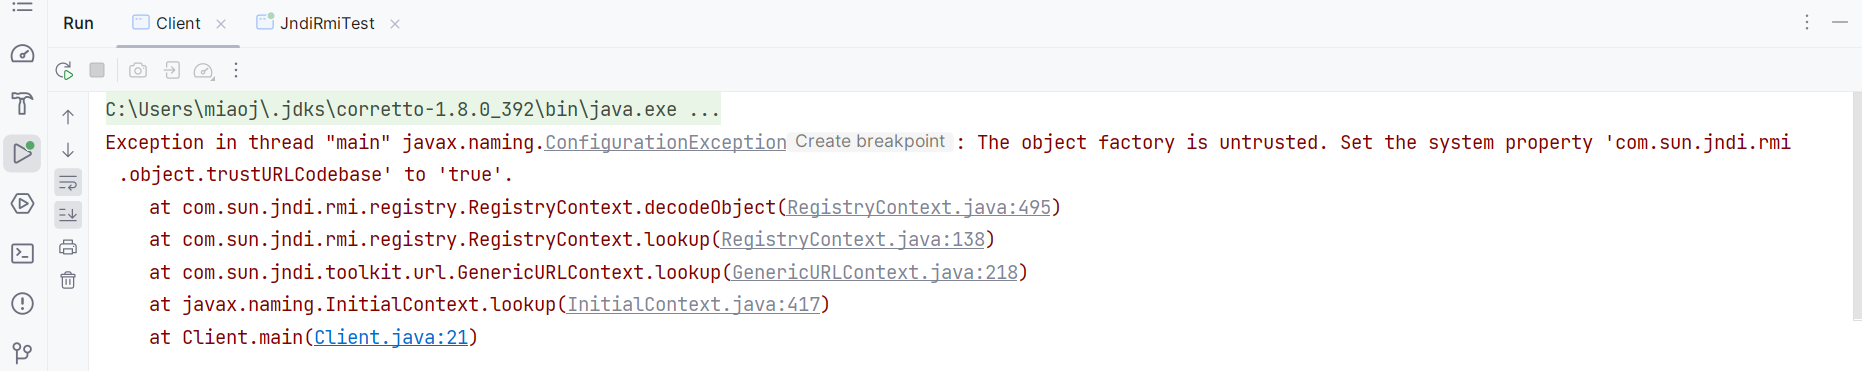 Run Client JndiRmiTest
C:\Users\miaoj\.jdks\corretto-1.8.0_392\bin\java.exe ...
Exception in thread "main" javax.naming.ConfigurationException Create breakpoint : The object factory is untrusted. Set the system property 'com.sun.jndi.rmi
.object.trustURLCodebase' to 'true'.
at com.sun.jndi.rmi.registry.RegistryContext.decodeObject(RegistryContext.java:495)
at com.sun.jndi.rmi.registry.RegistryContext.lookup(RegistryContext.java:138)
at com.sun.jndi.toolkit.url.GenericURLContext.lookup(GenericURLContext.java:218)
at javax.naming.InitialContext.lookup(InitialContext.java:417)
at Client.main(Client.java:21)